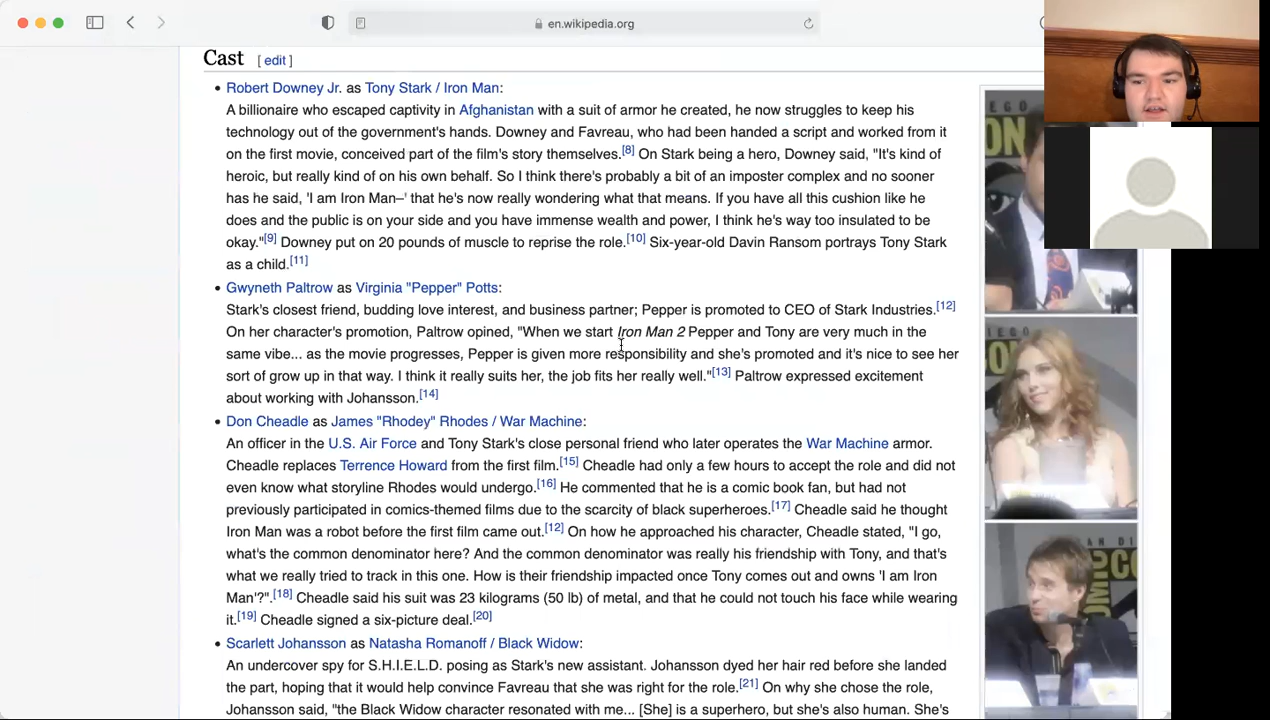 en.wikipedia.org
Cast [ edit ]
Robert Downey Jr. as Tony Stark / Iron Man:
A billionaire who escaped captivity in Afghanistan with a suit of armor he created, he now struggles to keep his
technology out of the government's hands. Downey and Favreau, who had been handed a script and worked from it
on the first movie, conceived part of the film's story themselves.[8] On Stark being a hero, Downey said, "It's kind of
heroic, but really kind of on his own behalf. So I think there's probably a bit of an imposter complex and no sooner
has he said, 'I am Iron Man–' that he's now really wondering what that means. If you have all this cushion like he
does and the public is on your side and you have immense wealth and power, I think he's way too insulated to be
okay."[9] Downey put on 20 pounds of muscle to reprise the role.[10] Six-year-old Davin Ransom portrays Tony Stark
as a child.[11]
Gwyneth Paltrow as Virginia "Pepper" Potts:
Stark's closest friend, budding love interest, and business partner; Pepper is promoted to CEO of Stark Industries.[12]
On her character's promotion, Paltrow opined, "When we start Iron Man 2 Pepper and Tony are very much in the
same vibe... as the movie progresses, Pepper is given more responsibility and she's promoted and it's nice to see her
sort of grow up in that way. I think it really suits her, the job fits her really well."[13] Paltrow expressed excitement
about working with Johansson.[14]
Don Cheadle as James "Rhodey" Rhodes / War Machine:
An officer in the U.S. Air Force and Tony Stark's close personal friend who later operates the War Machine armor.
Cheadle replaces Terrence Howard from the first film.[15] Cheadle had only a few hours to accept the role and did not
even know what storyline Rhodes would undergo.[16] He commented that he is a comic book fan, but had not
previously participated in comics-themed films due to the scarcity of black superheroes.[17] Cheadle said he thought
Iron Man was a robot before the first film came out.[12] On how he approached his character, Cheadle stated, "I go,
what's the common denominator here? And the common denominator was really his friendship with Tony, and that's
what we really tried to track in this one. How is their friendship impacted once Tony comes out and owns 'I am Iron
Man'?".[18] Cheadle said his suit was 23 kilograms (50 lb) of metal, and that he could not touch his face while wearing
it.[19] Cheadle signed a six-picture deal.[20]
Scarlett Johansson as Natasha Romanoff / Black Widow:
An undercover spy for S.H.I.E.L.D. posing as Stark's new assistant. Johansson dyed her hair red before she landed
the part, hoping that it would help convince Favreau that she was right for the role.[21] On why she chose the role,
Johansson said, "the Black Widow character resonated with me... [She] is a superhero, but she's also human. She's